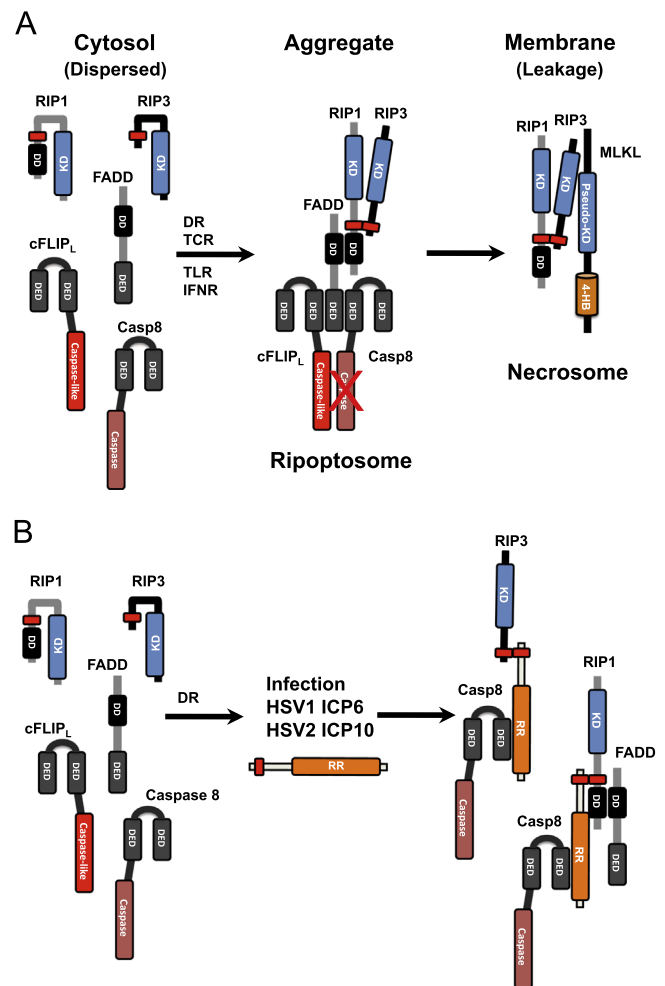 A
Cytosol
(Dispersed)
Aggregate
Membrane
(Leakage)
RIP1
RIP3
DD
KD
KD
FADD
DD
DED
cFLIPL
DED
DED
Caspase-like
Casp8
DED
DED
Caspase
DR
TCR
TLR
IFNR
RIP1
RIP3
KD
KD
FADD
DD
DD
DED
DED
DED
DED
DED
cFLIPL
Casp8
Caspase-like
Caspase
Ripoptosome
RIP1
RIP3
MLKL
KD
KD
Pseudo-KD
DD
4-HB
Necrosome
B
RIP1
RIP3
DD
KD
KD
FADD
DD
DED
cFLIPL
DED
DED
Caspase-like
Caspase 8
DED
DED
Caspase
DR
Infection
HSV1 ICP6
HSV2 ICP10
RR
RIP3
KD
Casp8
DED
DED
RR
Caspase
RIP1
KD
FADD
DD
DD
DED
Casp8
DED
DED
RR
Caspase